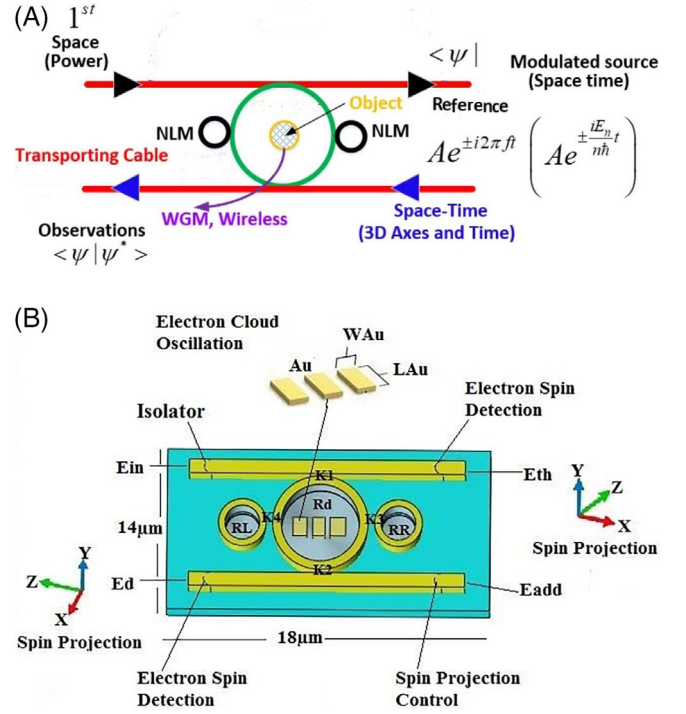 (A)
1st
Space
(Power)
< ψ |
Modulated source
(Space time)
Object
Reference
NLM
NLM
Ae^{±i2πft}
(Ae^{±\frac{iE_n}{nħ}t})
Transporting Cable
WGM, Wireless
Space-Time
(3D Axes and Time)
Observations
< ψ | ψ* >
(B)
Electron Cloud
Oscillation
WAu
Au
LAu
Electron Spin
Detection
Isolator
Ein
K1
Eth
Y
Z
X
Spin Projection
Rd
RL
K4
K3
RR
14μm
K2
Ed
Eadd
Y
Z
X
Spin Projection
18μm
Electron Spin
Detection
Spin Projection
Control